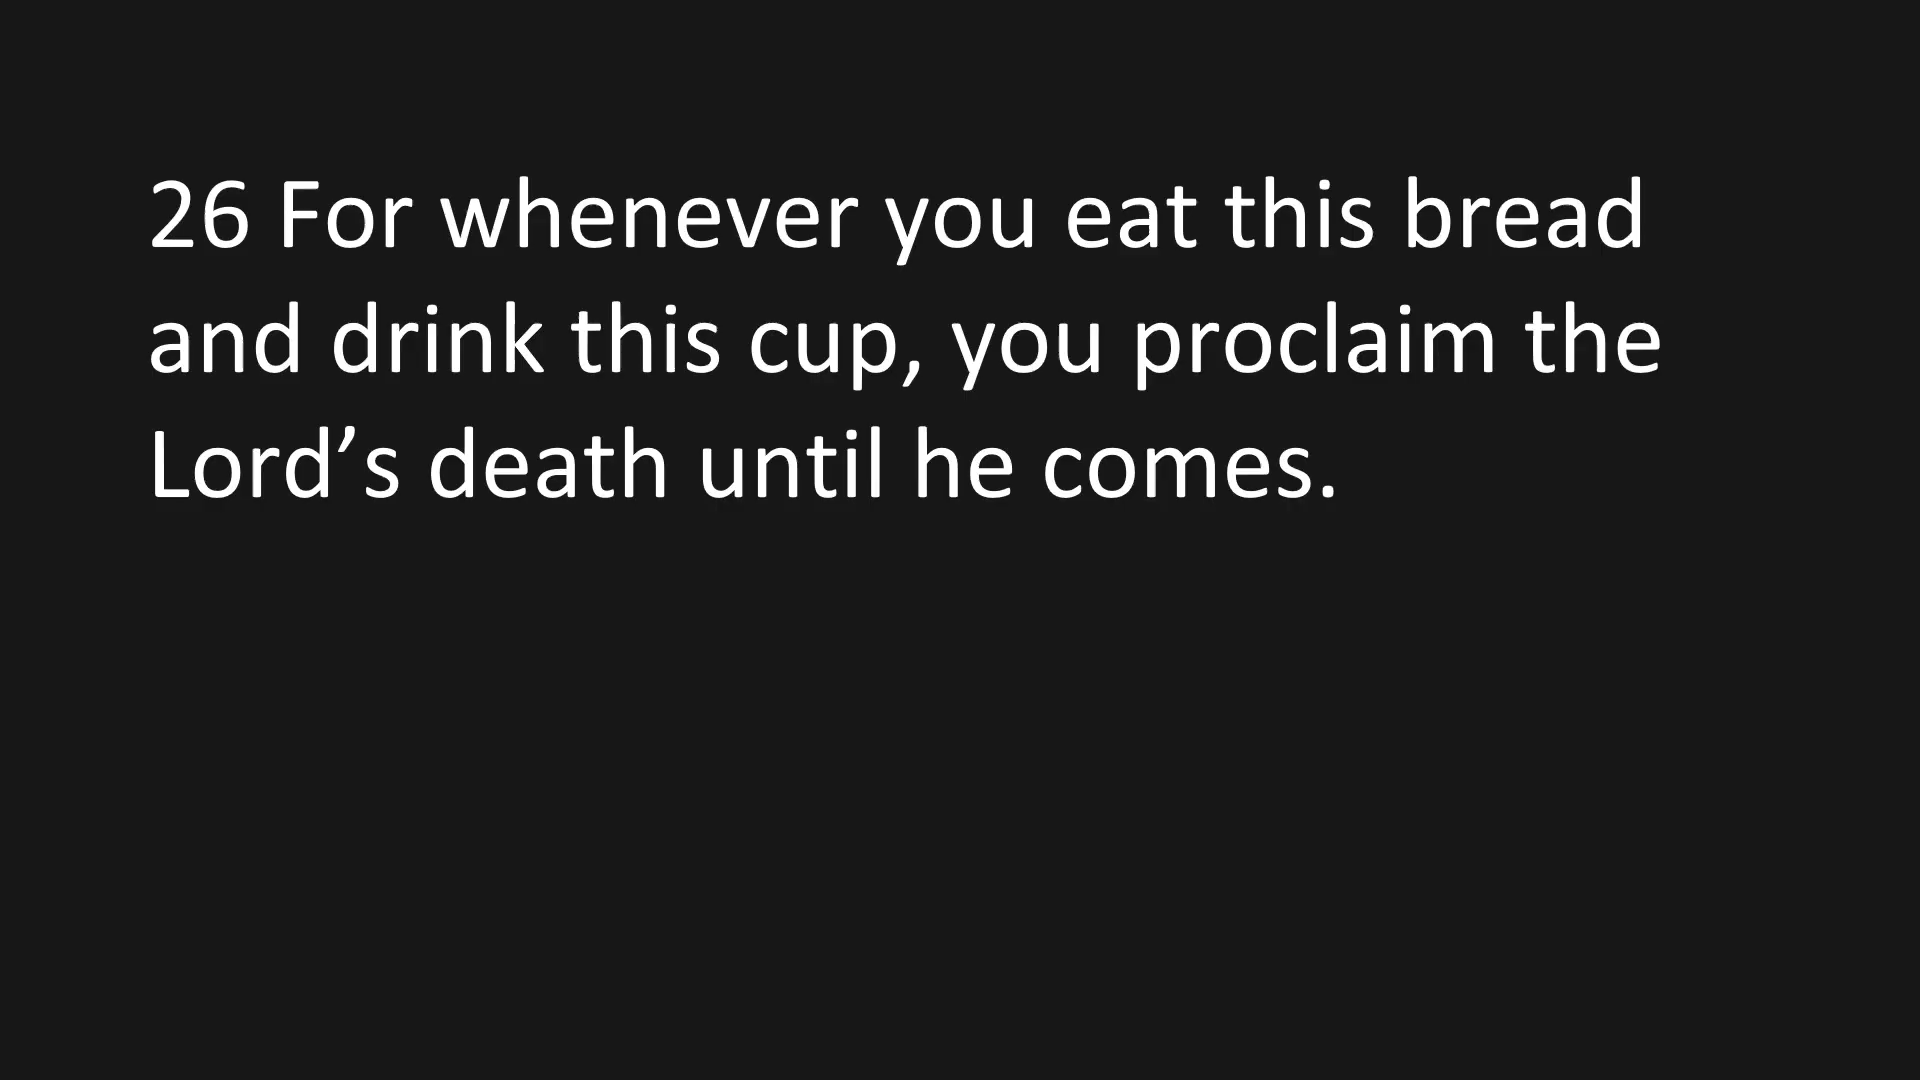 26 For whenever you eat this bread
and drink this cup, you proclaim the
Lord’s death until he comes.